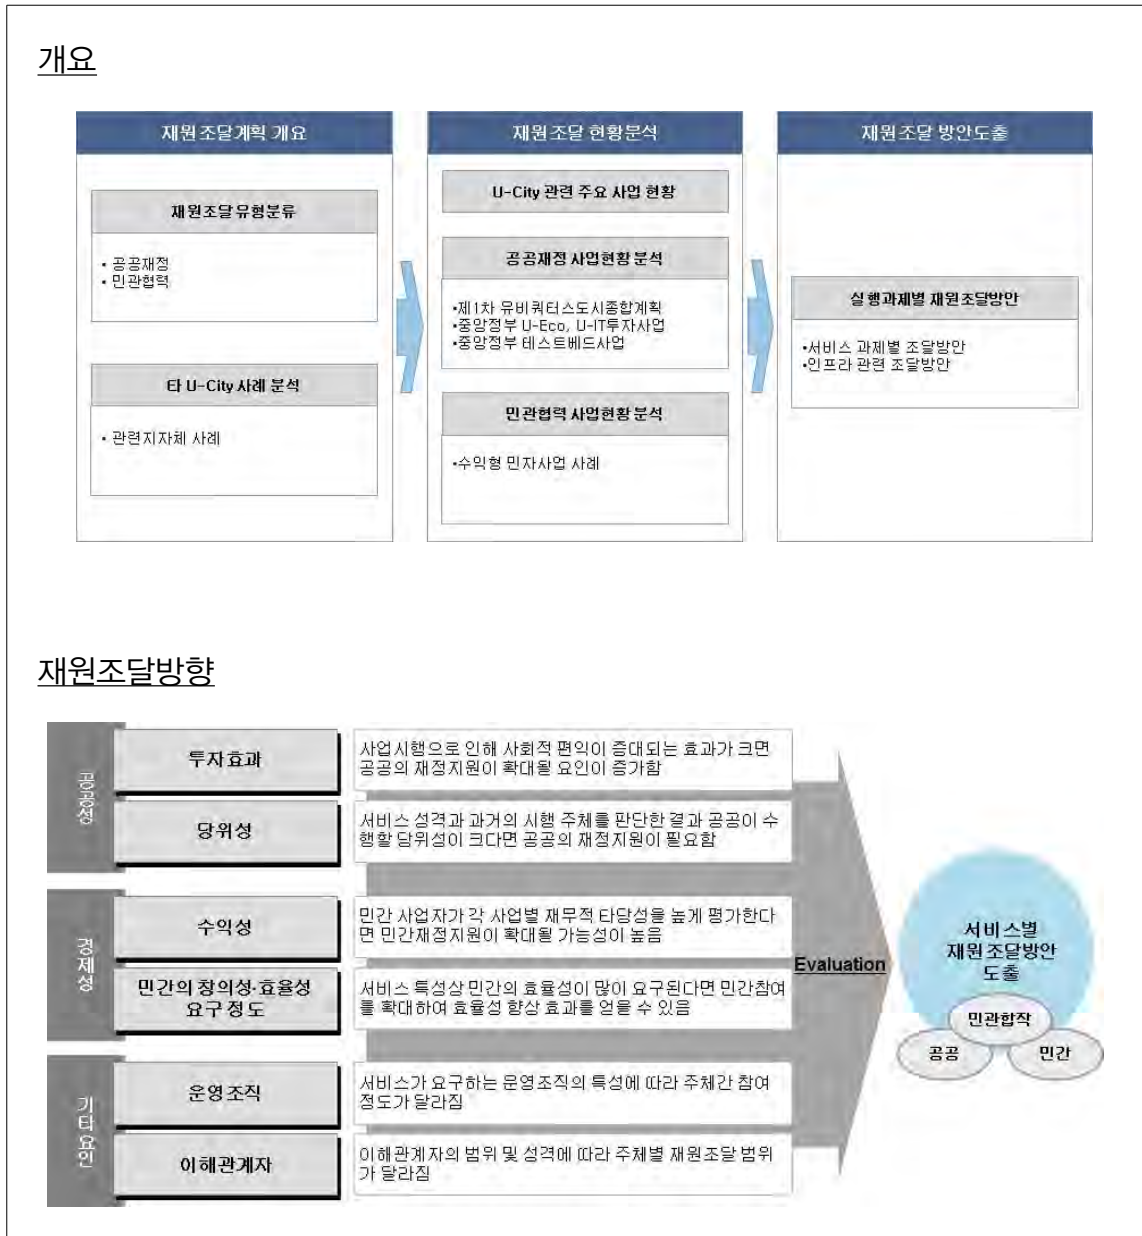 개요
재원조달계획 개요
재원조달유형분류
• 공공재정
• 민관협력
타 U-City 사례 분석
• 관련지자체 사례
재원조달 현황분석
U-City 관련 주요 사업 현황
공공재정 사업현황 분석
•제1차 유비쿼터스도시종합계획
•중앙정부 U-Eco, U-IT투자사업
•중앙정부 테스트베드사업
민관협력 사업현황 분석
•수익형 민자사업 사례
재원조달 방안도출
실행과제별 재원조달방안
•서비스 과제별 조달방안
•인프라 관련 조달방안
재원조달방향
공공성
투자효과
사업시행으로 인해 사회적 편익이 증대되는 효과가 크면
공공의 재정지원이 확대될 요인이 증가함
당위성
서비스 성격과 과거의 시행 주체를 판단한 결과 공공이 수
행할 당위성이 크다면 공공의 재정지원이 필요함
경제성
수익성
민간 사업자가 각 사업별 재무적 타당성을 높게 평가한다
면 민간재정지원이 확대될 가능성이 높음
민간의 창의성·효율성
요구 정도
서비스 특성상 민간의 효율성이 많이 요구된다면 민간참여
를 확대하여 효율성 향상 효과를 얻을 수 있음
기타요인
운영조직
서비스가 요구하는 운영조직의 특성에 따라 주체간 참여
정도가 달라짐
이해관계자
이해관계자의 범위 및 성격에 따라 주체별 재원조달 범위
가 달라짐
Evaluation
서비스별
재원조달방안
도출
민관합작
공공
민간